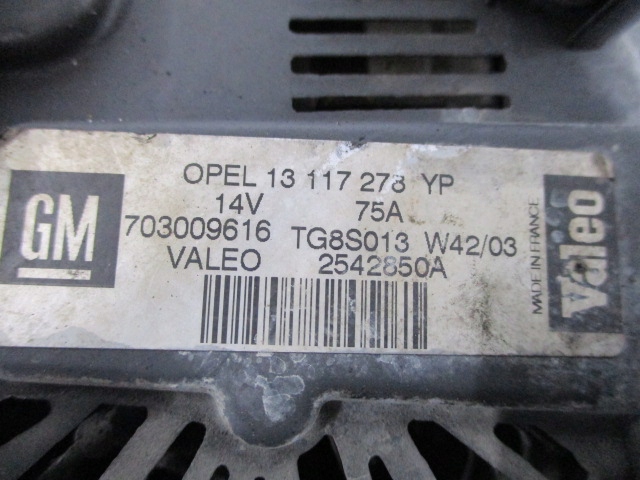 OPEL 13 117 278 YP
14V 75A
GM
703009616 TG8S013 W42/03
VALEO 2542850A
MADE IN FRANCE
Valeo